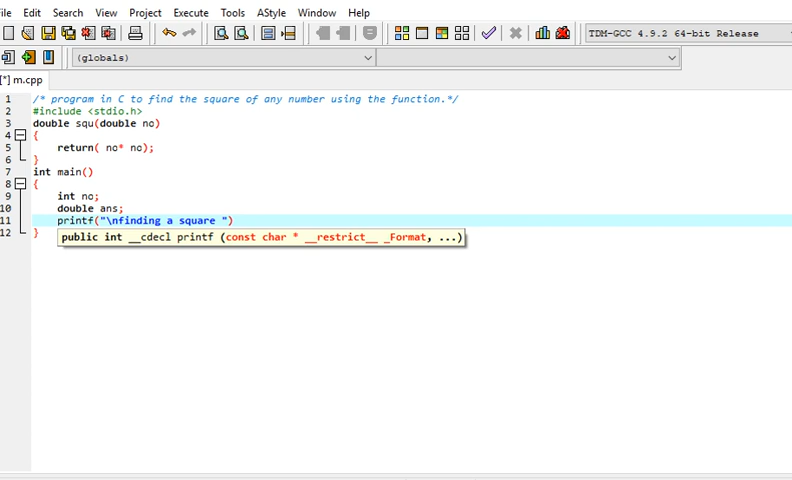 ile Edit Search View Project Execute Tools AStyle Window Help
TDM-GCC 4.9.2 64-bit Release
(globals)
[*] m.cpp
1 /* program in C to find the square of any number using the function.*/
2 #include <stdio.h>
3 double squ(double no)
4 {
5 return( no* no);
6 }
7 int main()
8 {
9 int no;
10 double ans;
11 printf("\nfinding a square ")
public int __cdecl printf (const char * __restrict__ _Format, ...)
12 }